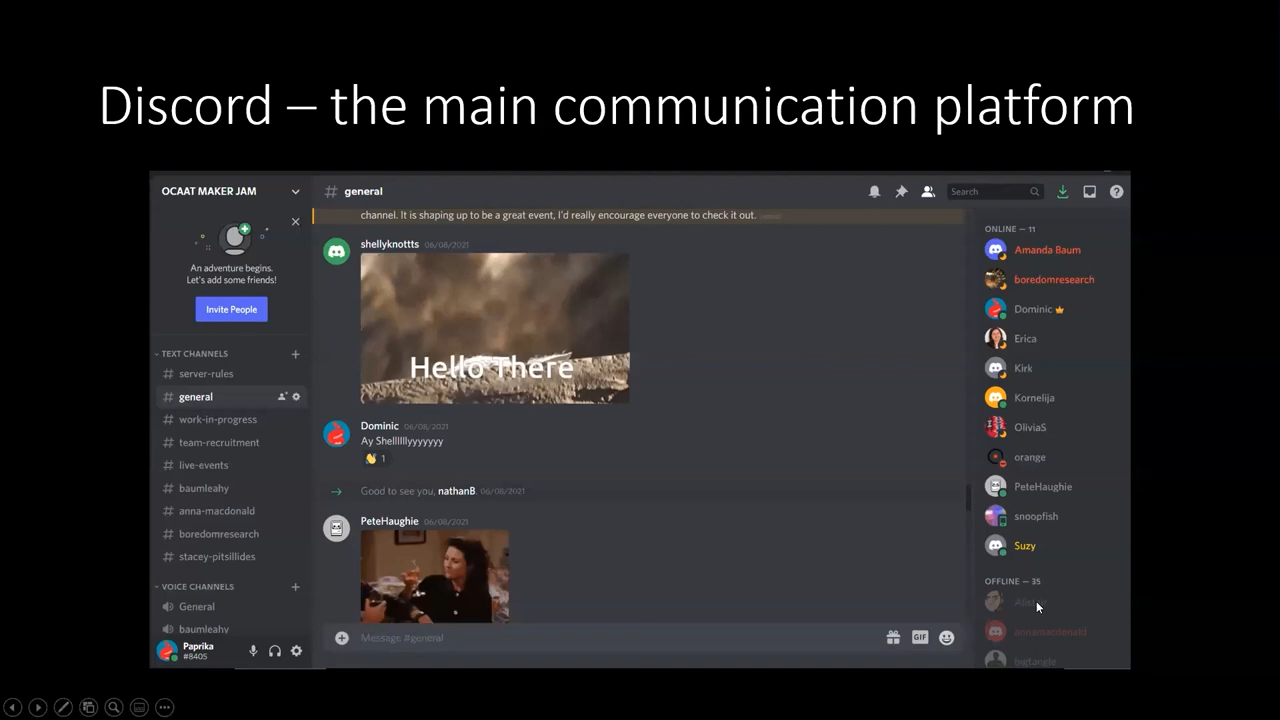 Discord – the main communication platform
OCAAT MAKER JAM
An adventure begins.
Let's add some friends!
Invite People
TEXT CHANNELS
# server-rules
# general
# work-in-progress
# team-recruitment
# live-events
# baumleahy
# anna-macdonald
# boredomresearch
# stacey-pitsillides
VOICE CHANNELS
General
baumleahy
Paprika
#8405
# general
Search
channel. It is shaping up to be a great event, I'd really encourage everyone to check it out.
shellyknottts 06/08/2021
Hello There
Dominic 06/08/2021
Ay Shelllllllyyyyyyy
1
Good to see you, nathanB. 06/08/2021
PeteHaughie 06/08/2021
Message #general
GIF
ONLINE — 11
Amanda Baum
boredomresearch
Dominic
Erica
Kirk
Kornelija
OliviaS
orange
PeteHaughie
snoopfish
Suzy
OFFLINE — 35
annamacdonald
bigtangle